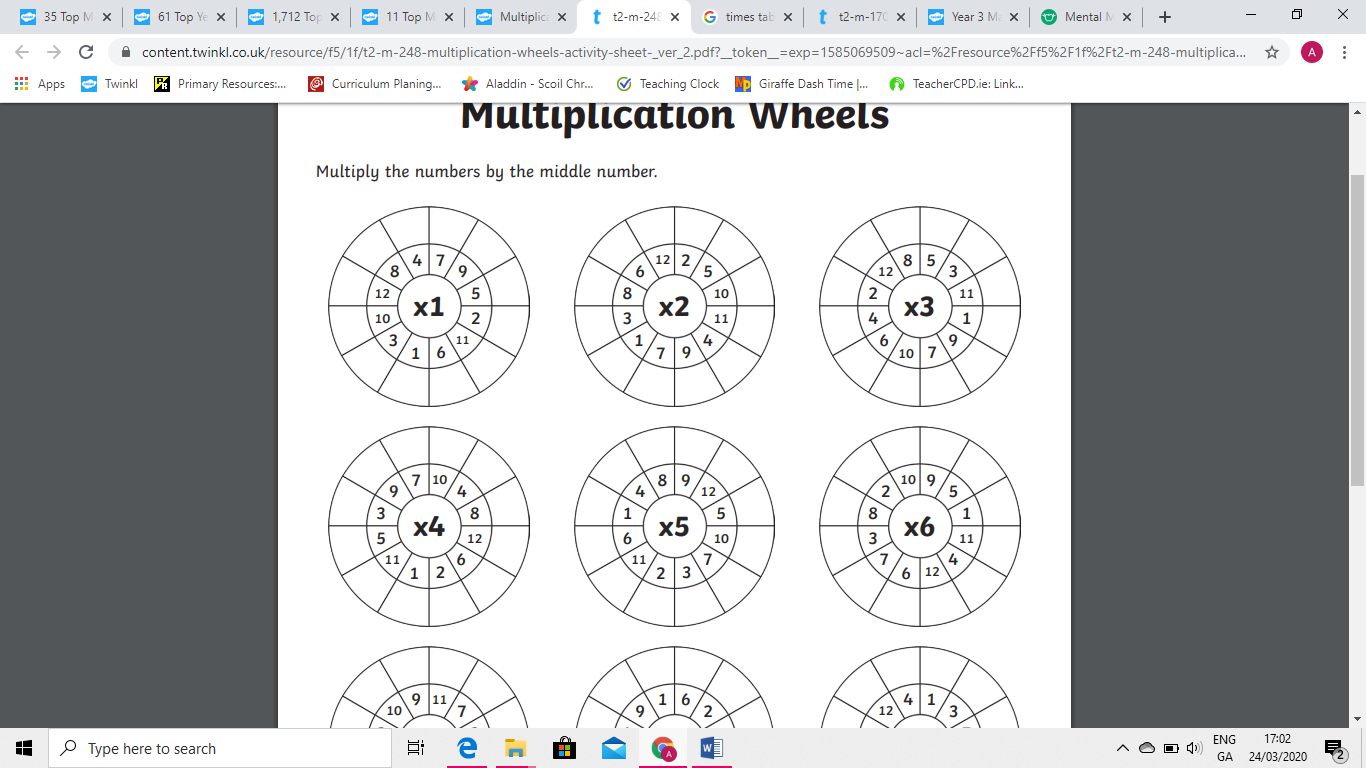 35 Top M
61 Top Ye
1,712 Top
11 Top M
Multiplica
t2-m-248
times tab
t2-m-170
Year 3 Ma
Mental M
content.twinkl.co.uk/resource/f5/1f/t2-m-248-multiplication-wheels-activity-sheet-_ver_2.pdf?__token__=exp=1585069509~acl=%2Fresource%2Ff5%2F1f%2Ft2-m-248-multiplica...
A
Apps
Twinkl
Primary Resources:...
Curriculum Planing...
Aladdin - Scoil Chr...
Teaching Clock
Giraffe Dash Time |...
TeacherCPD.ie: Link...
Multiplication Wheels
Multiply the numbers by the middle number.
x1
7 9 5 2 11 6 1 3 10 12 8 4
x2
2 5 10 11 4 9 7 1 3 8 6 12
x3
5 3 11 1 9 7 10 6 4 2 12 8
x4
10 4 8 12 6 2 1 11 5 3 9 7
x5
9 12 5 10 7 3 2 11 6 1 4 8
x6
9 5 1 11 4 12 6 7 3 8 2 10
10 9 11 7
9 1 6 2
12 4 1 3
Type here to search
ENG
GA
17:02
24/03/2020
2